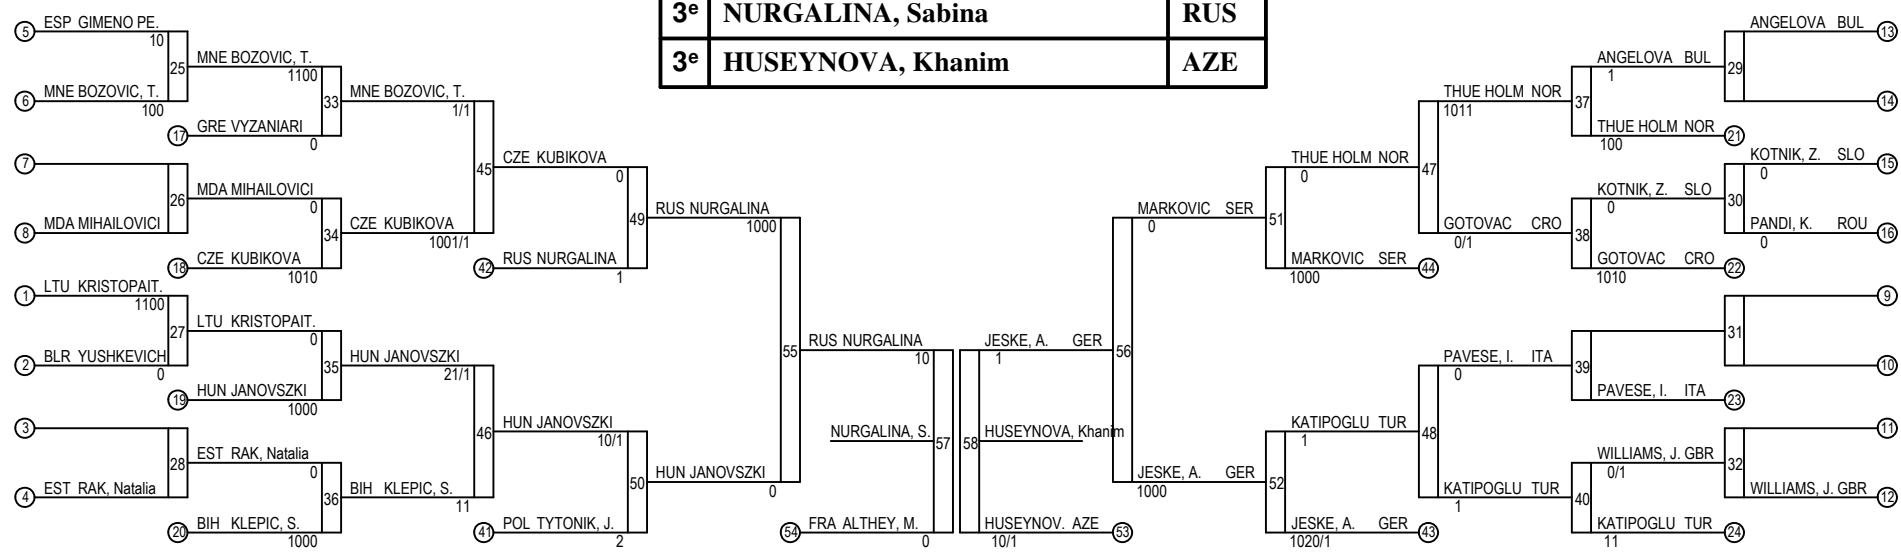 3e NURGALINA, Sabina RUS
3e HUSEYNOVA, Khanim AZE
5 ESP GIMENO PE.
10
25
MNE BOZOVIC, T.
1100
6 MNE BOZOVIC, T.
100
33
MNE BOZOVIC, T.
1/1
17 GRE VYZANIARI
0
7
26
MDA MIHAILOVICI
0
8 MDA MIHAILOVICI
34
CZE KUBIKOVA
1001/1
18 CZE KUBIKOVA
1010
45
CZE KUBIKOVA
0
49
RUS NURGALINA
1000
42 RUS NURGALINA
1
1 LTU KRISTOPAIT.
1100
27
LTU KRISTOPAIT.
0
2 BLR YUSHKEVICH
0
35
HUN JANOVSZKI
21/1
19 HUN JANOVSZKI
1000
3
28
EST RAK, Natalia
0
4 EST RAK, Natalia
36
BIH KLEPIC, S.
11
20 BIH KLEPIC, S.
1000
46
HUN JANOVSZKI
10/1
50
HUN JANOVSZKI
0
41 POL TYTONIK, J.
2
55
RUS NURGALINA
10
NURGALINA, S.
57
54 FRA ALTHEY, M.
0
JESKE, A. GER
1
58
HUSEYNOVA, Khanim
HUSEYNOV. AZE 53
10/1
56
MARKOVIC SER
0
51
THUE HOLM NOR
0
MARKOVIC SER 44
1000
47
THUE HOLM NOR
1011
37
ANGELOVA BUL
1
29
ANGELOVA BUL 13
14
THUE HOLM NOR 21
100
GOTOVAC CRO
0/1
38
KOTNIK, Z. SLO
0
30
KOTNIK, Z. SLO 15
0
PANDI, K. ROU 16
0
GOTOVAC CRO 22
1010
JESKE, A. GER
1000
52
KATIPOGLU TUR
1
JESKE, A. GER 43
1020/1
48
PAVESE, I. ITA
0
39
31
9
10
PAVESE, I. ITA 23
KATIPOGLU TUR
1
40
WILLIAMS, J. GBR
0/1
32
11
WILLIAMS, J. GBR 12
KATIPOGLU TUR 24
11